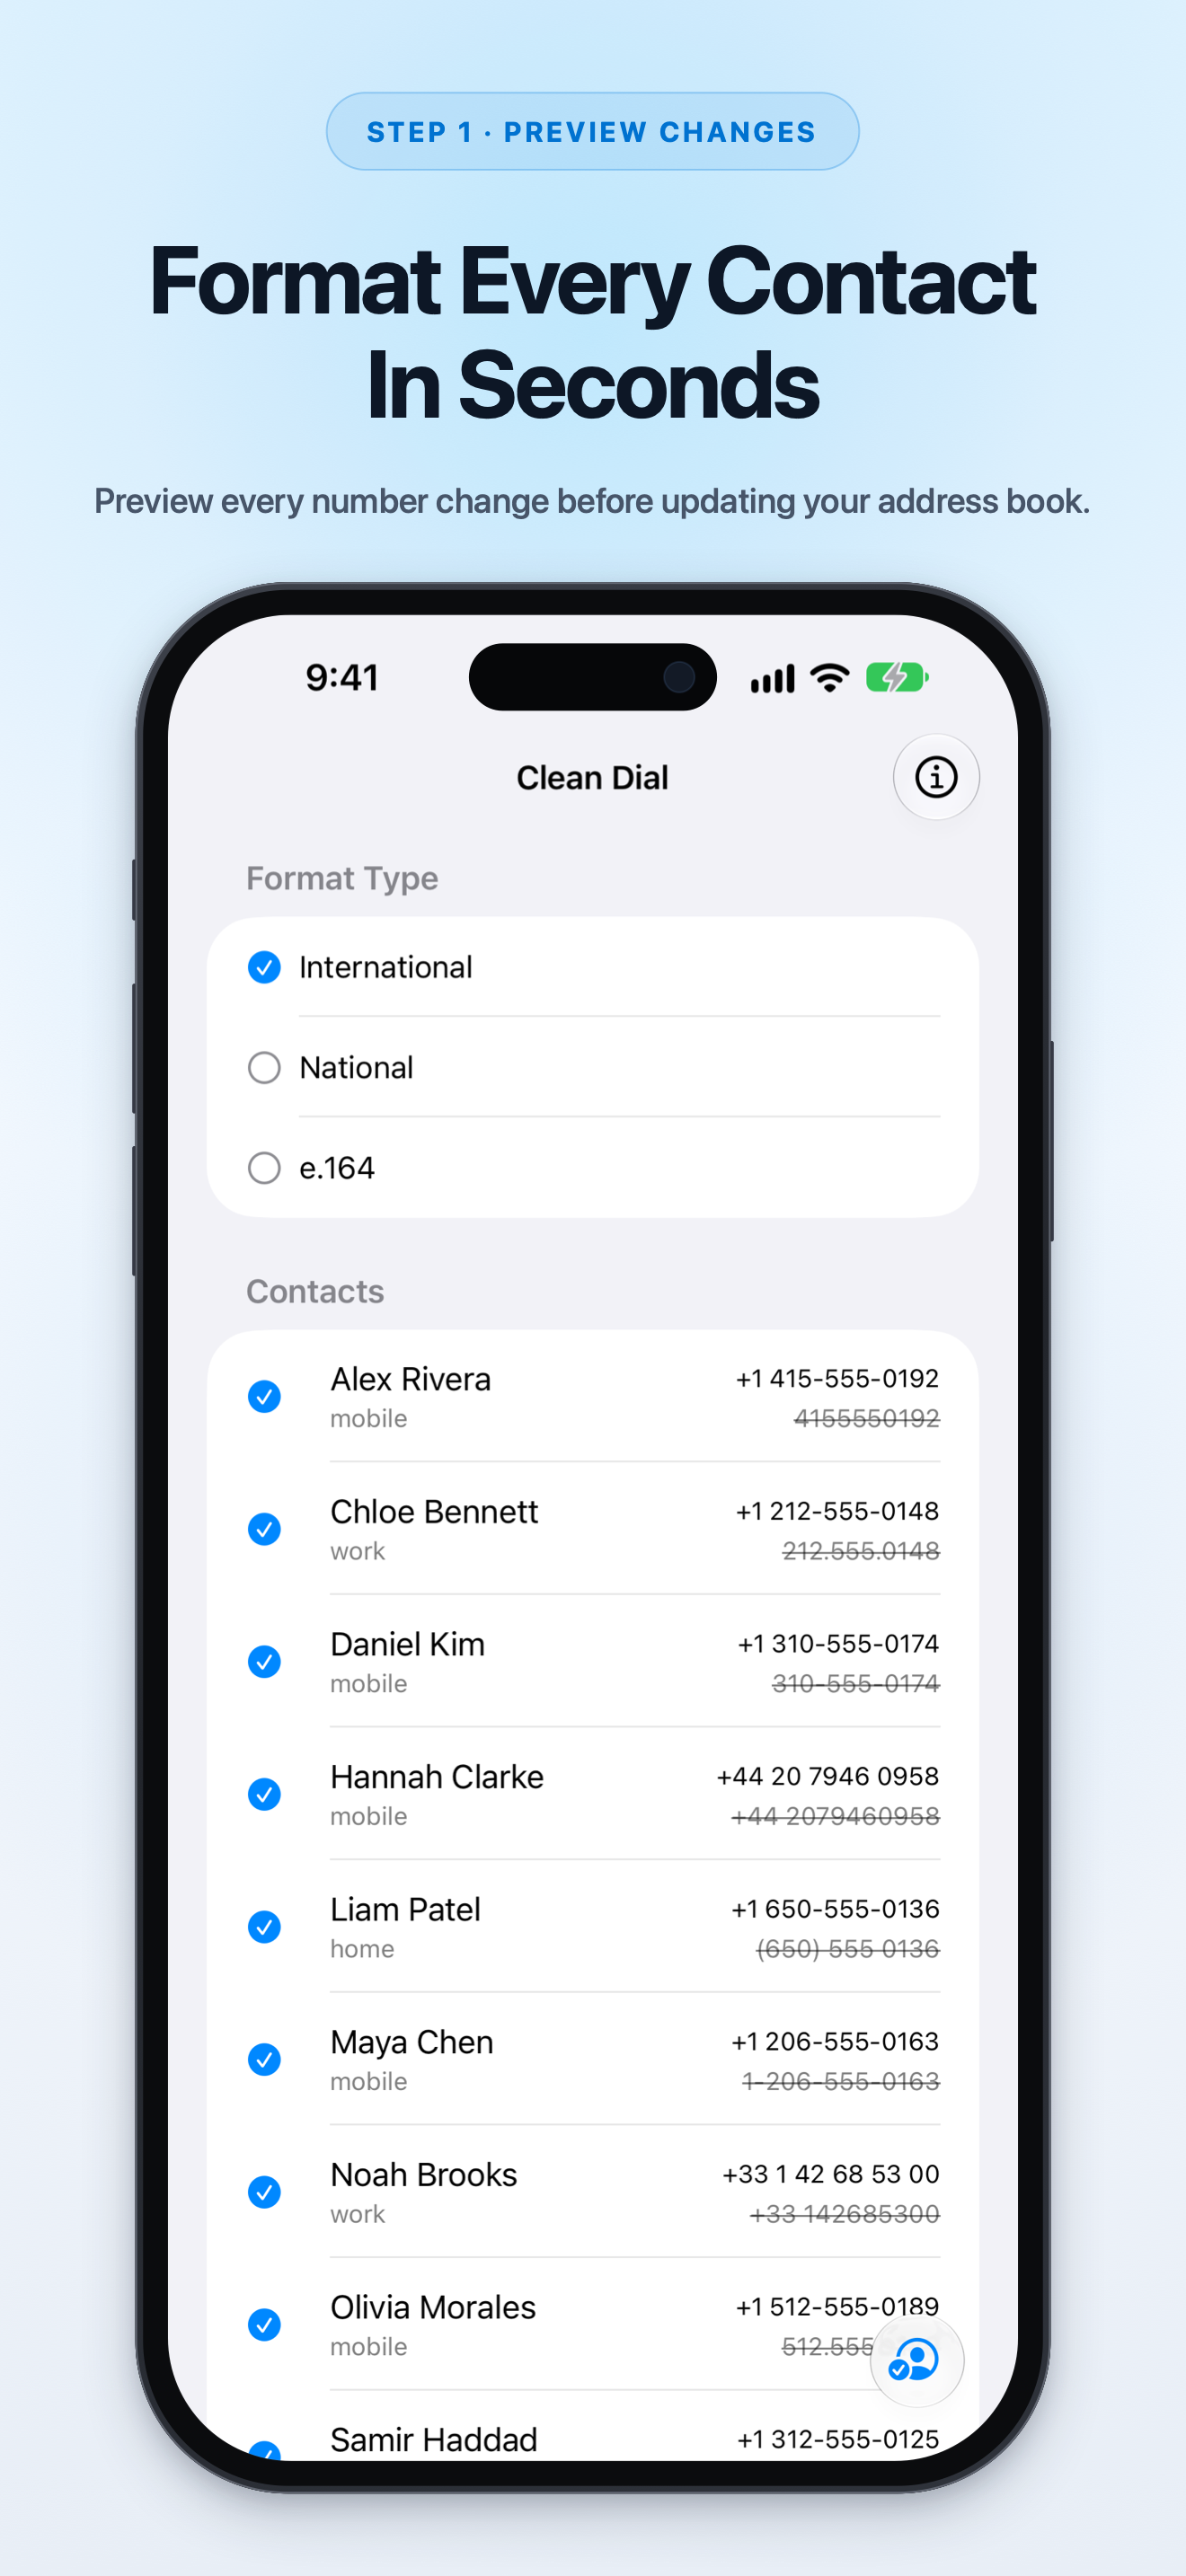 STEP 1 · PREVIEW CHANGES
Format Every Contact
In Seconds
Preview every number change before updating your address book.
9:41
Clean Dial
Format Type
International
National
e.164
Contacts
Alex Rivera +1 415-555-0192
mobile 4155550192
Chloe Bennett +1 212-555-0148
work 212.555.0148
Daniel Kim +1 310-555-0174
mobile 310-555-0174
Hannah Clarke +44 20 7946 0958
mobile +44 2079460958
Liam Patel +1 650-555-0136
home (650) 555 0136
Maya Chen +1 206-555-0163
mobile 1-206-555-0163
Noah Brooks +33 1 42 68 53 00
work +33 142685300
Olivia Morales +1 512-555-0189
mobile 512.555
Samir Haddad +1 312-555-0125